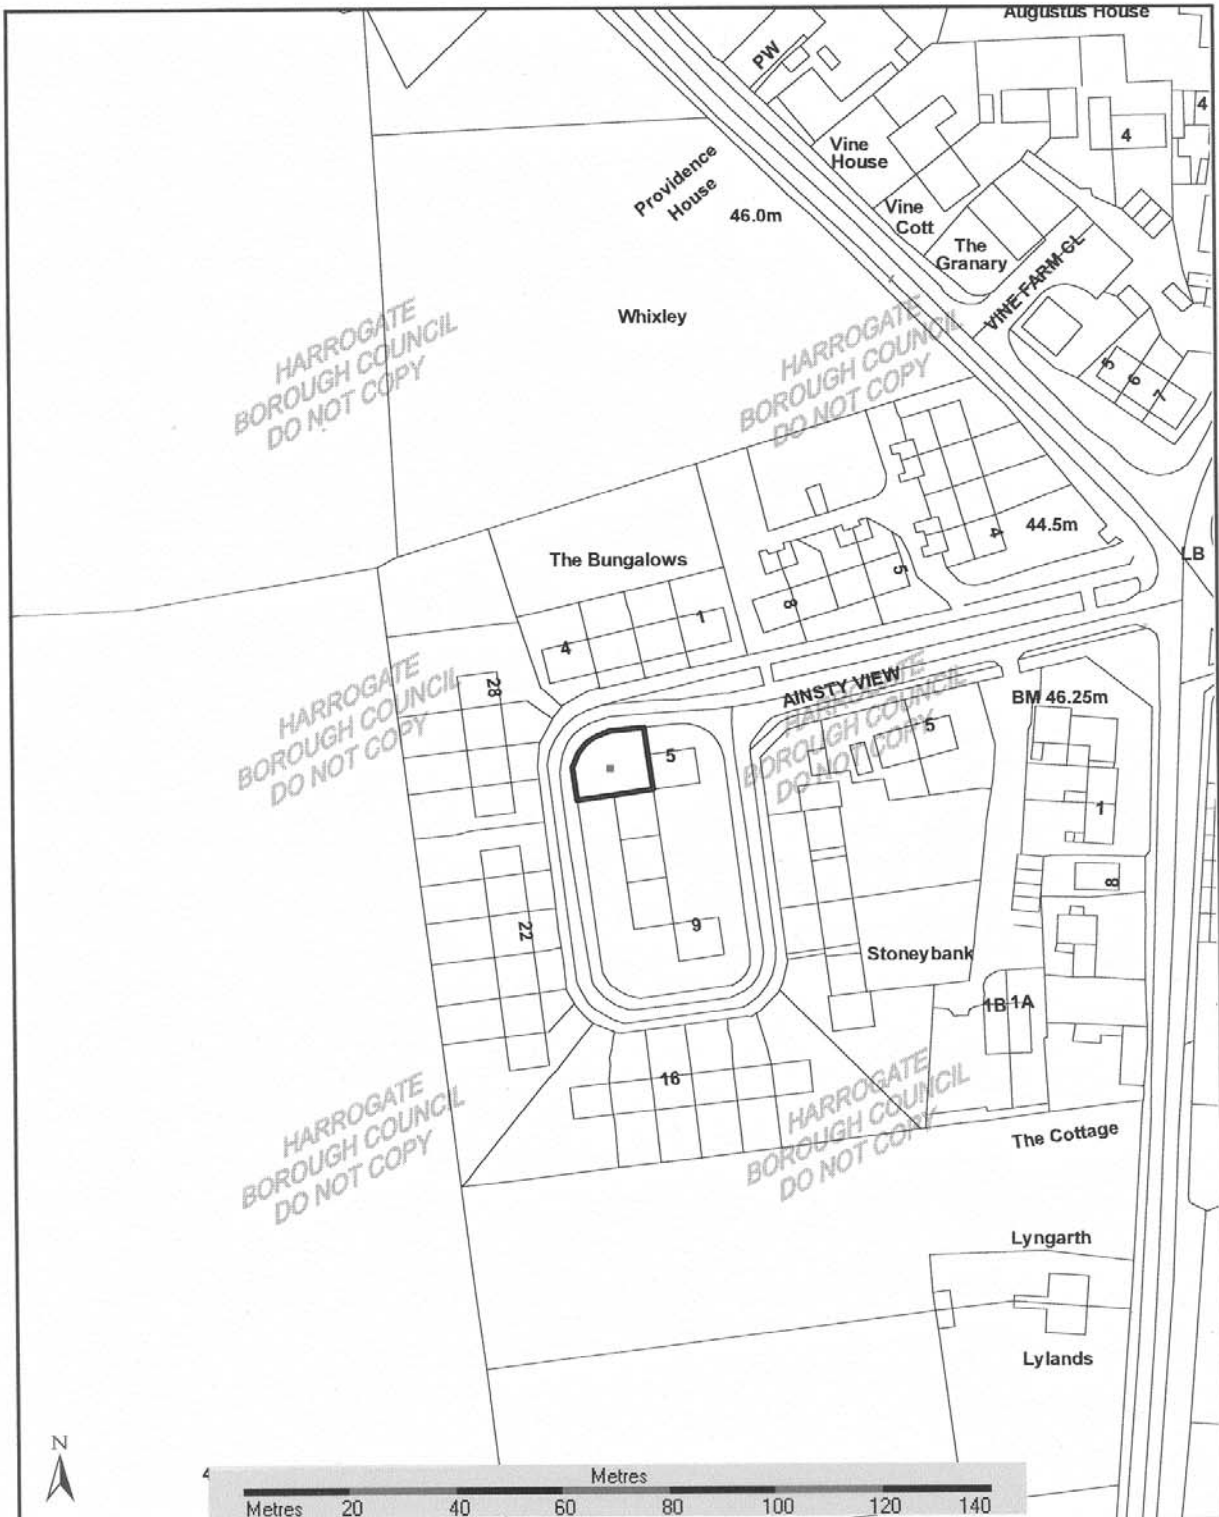 Augustus House
PW
4
4
Vine
House
Providence
House
46.0m
Vine
Cott
The
Granary
VINE FARM CL
Whixley
HARROGATE
BOROUGH COUNCIL
DO NOT COPY
HARROGATE
BOROUGH COUNCIL
DO NOT COPY
5
6
7
4
44.5m
LB
The Bungalows
5
8
1
4
28
AINSTY VIEW
HARROGATE
BOROUGH COUNCIL
DO NOT COPY
HARROGATE
BOROUGH COUNCIL
DO NOT COPY
BM 46.25m
5
5
1
8
22
9
Stoneybank
1B
1A
16
HARROGATE
BOROUGH COUNCIL
DO NOT COPY
HARROGATE
BOROUGH COUNCIL
DO NOT COPY
The Cottage
Lyngarth
Lylands
N
Metres
Metres 20 40 60 80 100 120 140